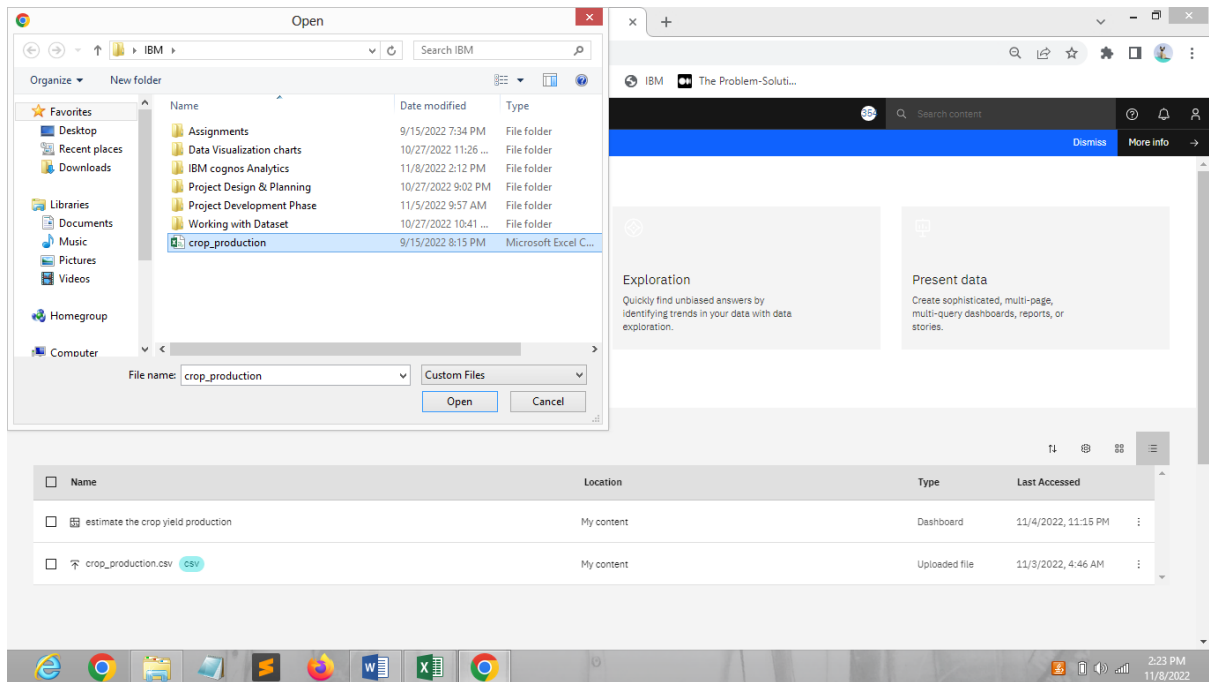 Open
IBM
Search IBM
Organize
New folder
Name Date modified Type
Favorites
Desktop
Recent places
Downloads
Libraries
Documents
Music
Pictures
Videos
Homegroup
Computer
Assignments 9/15/2022 7:34 PM File folder
Data Visualization charts 10/27/2022 11:26 ... File folder
IBM cognos Analytics 11/8/2022 2:12 PM File folder
Project Design & Planning 10/27/2022 9:02 PM File folder
Project Development Phase 11/5/2022 9:57 AM File folder
Working with Dataset 10/27/2022 10:41 ... File folder
crop_production 9/15/2022 8:15 PM Microsoft Excel C...
File name: crop_production Custom Files
Open Cancel
IBM The Problem-Soluti...
354 Search content
Dismiss More info
Exploration
Quickly find unbiased answers by
identifying trends in your data with data
exploration.
Present data
Create sophisticated, multi-page,
multi-query dashboards, reports, or
stories.
Name Location Type Last Accessed
estimate the crop yield production My content Dashboard 11/4/2022, 11:15 PM
crop_production.csv csv My content Uploaded file 11/3/2022, 4:46 AM
2:23 PM
11/8/2022